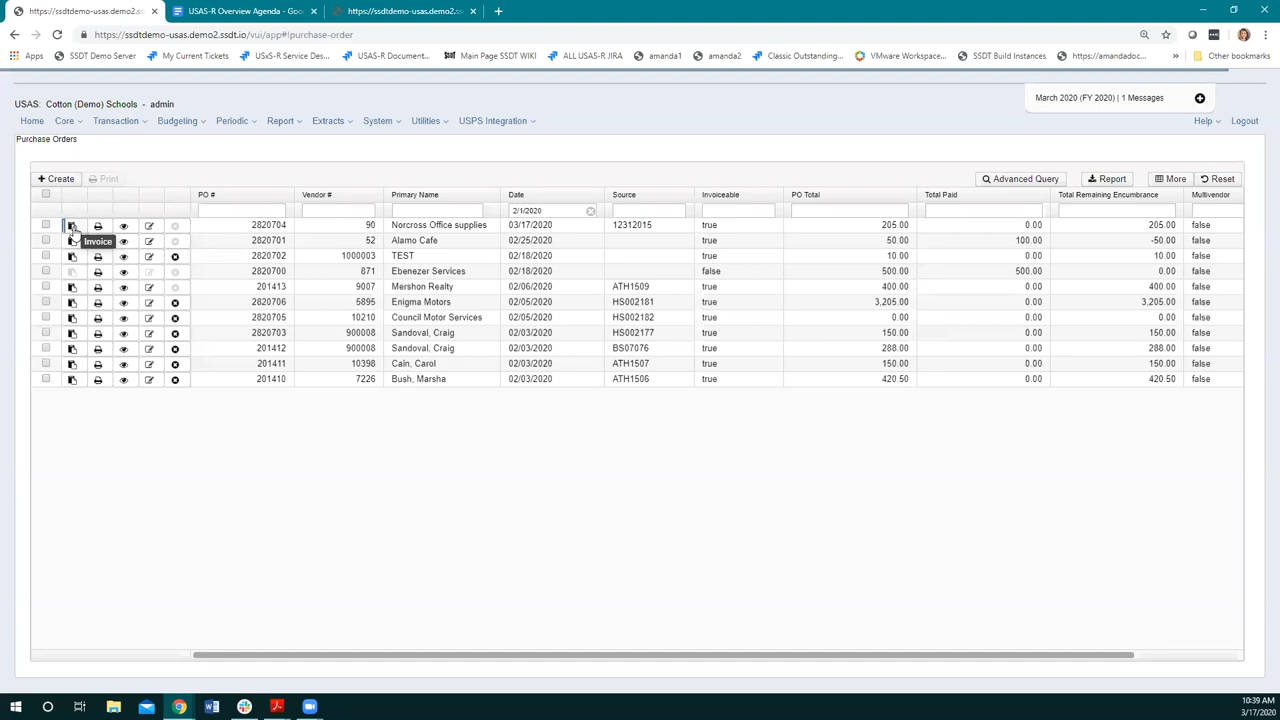 https://ssdtdemo-usas.demo2.ssdt.io/
USAS-R Overview Agenda - Goo
https://ssdtdemo-usas.demo2.ssdt.io/
https://ssdtdemo-usas.demo2.ssdt.io/vui/app#!purchase-order
Apps SSDT Demo Server My Current Tickets USxS-R Service Des... USAS-R Document... Main Page SSDT WIKI ALL USAS-R JIRA amanda1 amanda2 Classic Outstanding... VMware Workspace... SSDT Build Instances https://amandadoc... » Other bookmarks
USAS: Cotton (Demo) Schools - admin
March 2020 (FY 2020) | 1 Messages
Home Core Transaction Budgeting Periodic Report Extracts System Utilities USPS Integration Help Logout
Purchase Orders
Create Print Advanced Query Report More Reset
PO # Vendor # Primary Name Date Source Invoiceable PO Total Total Paid Total Remaining Encumbrance Multivendor
2/1/2020
2820704 90 Norcross Office supplies 03/17/2020 12312015 true 205.00 0.00 205.00 false
Invoice
2820701 52 Alamo Cafe 02/25/2020 true 50.00 100.00 -50.00 false
2820702 1000003 TEST 02/18/2020 true 10.00 0.00 10.00 false
2820700 871 Ebenezer Services 02/18/2020 false 500.00 500.00 0.00 false
201413 9007 Mershon Realty 02/06/2020 ATH1509 true 400.00 0.00 400.00 false
2820706 5895 Enigma Motors 02/05/2020 HS002181 true 3,205.00 0.00 3,205.00 false
2820705 10210 Council Motor Services 02/05/2020 HS002182 true 0.00 0.00 0.00 false
2820703 900008 Sandoval, Craig 02/03/2020 HS002177 true 150.00 0.00 150.00 false
201412 900008 Sandoval, Craig 02/03/2020 BS07076 true 288.00 0.00 288.00 false
201411 10398 Cain, Carol 02/03/2020 ATH1507 true 150.00 0.00 150.00 false
201410 7226 Bush, Marsha 02/03/2020 ATH1506 true 420.50 0.00 420.50 false
10:39 AM
3/17/2020